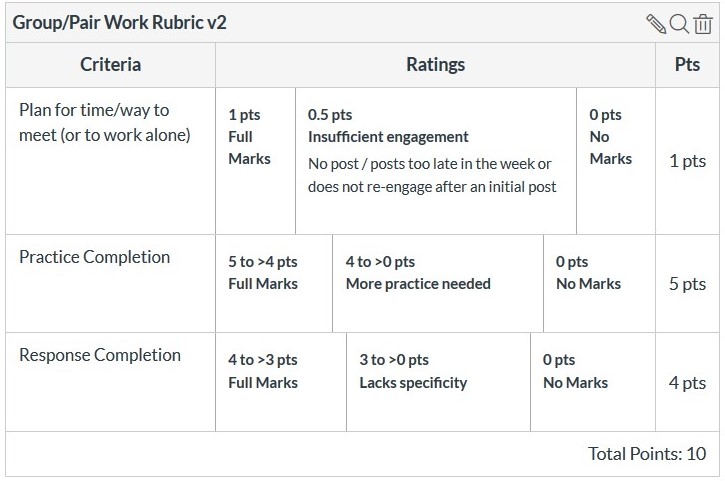 Group/Pair Work Rubric v2
Criteria
Ratings
Pts
Plan for time/way to
meet (or to work alone)
1 pts
Full
Marks
0.5 pts
Insufficient engagement
No post / posts too late in the week or
does not re-engage after an initial post
0 pts
No
Marks
1 pts
Practice Completion
5 to >4 pts
Full Marks
4 to >0 pts
More practice needed
0 pts
No Marks
5 pts
Response Completion
4 to >3 pts
Full Marks
3 to >0 pts
Lacks specificity
0 pts
No Marks
4 pts
Total Points: 10